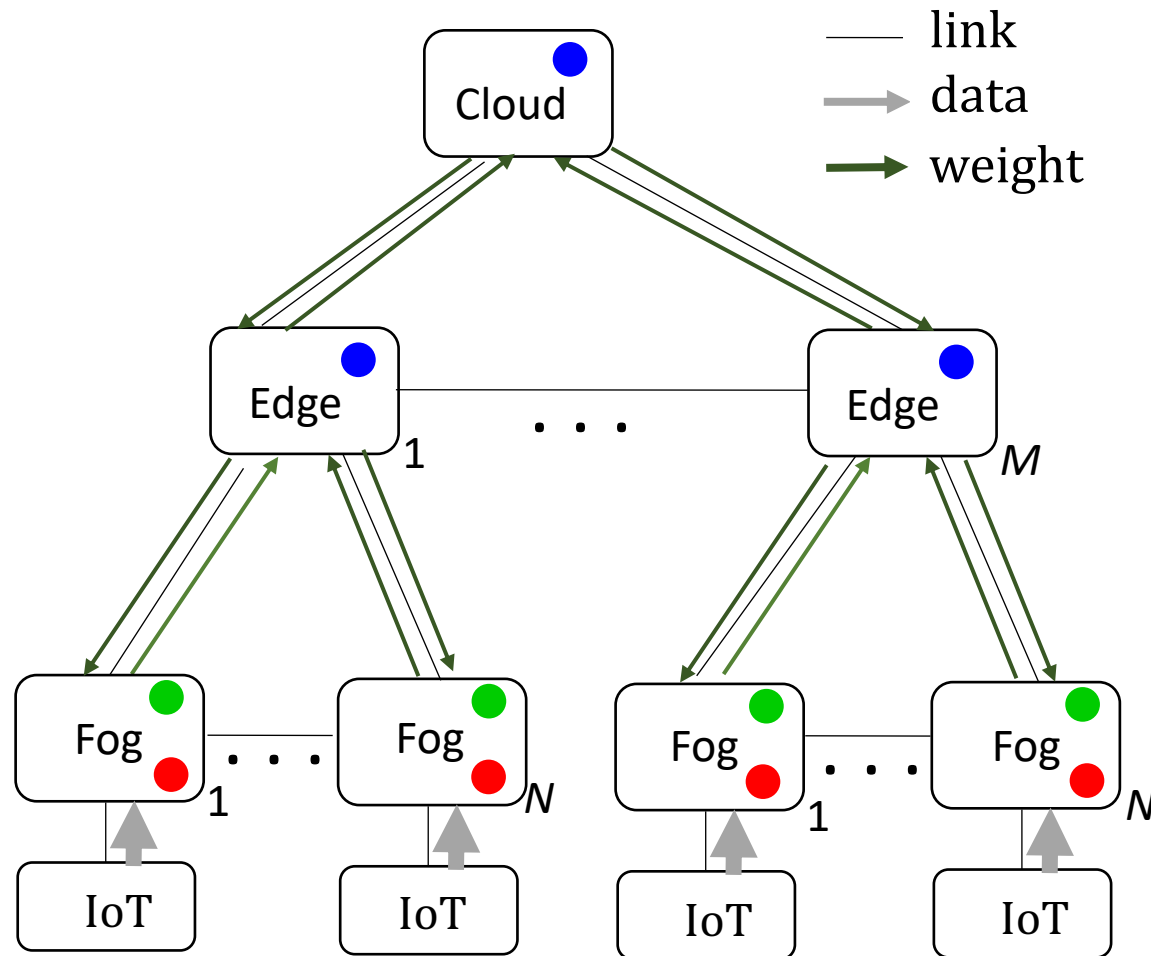 link
data
weight
Cloud
Edge
1
. . .
Edge
M
Fog
1
. . .
Fog
N
Fog
1
. . .
Fog
N
IoT
IoT
IoT
IoT